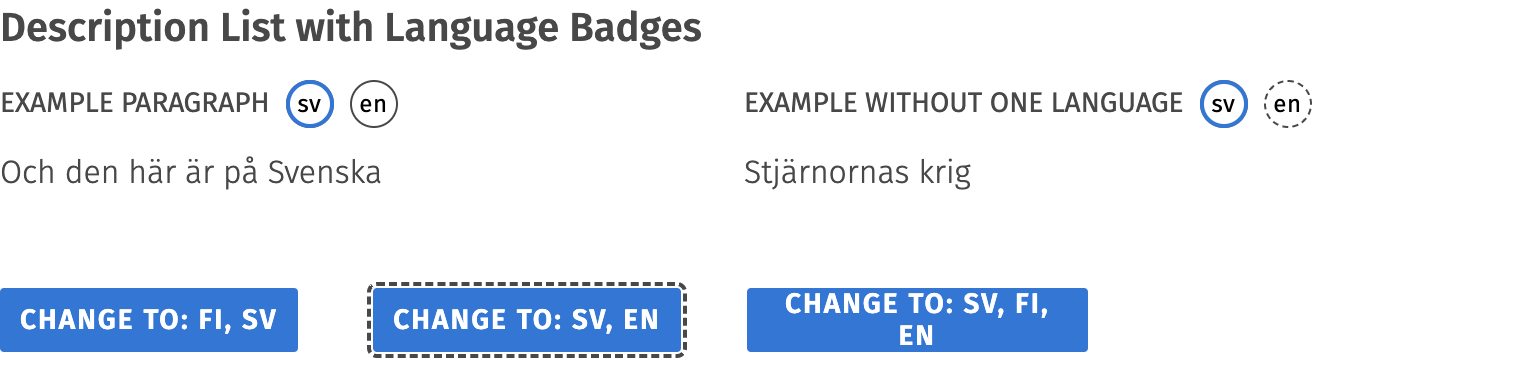 Description List with Language Badges
EXAMPLE PARAGRAPH sv en
Och den här är på Svenska
EXAMPLE WITHOUT ONE LANGUAGE sv en
Stjärnornas krig
CHANGE TO: FI, SV
CHANGE TO: SV, EN
CHANGE TO: SV, FI,
EN